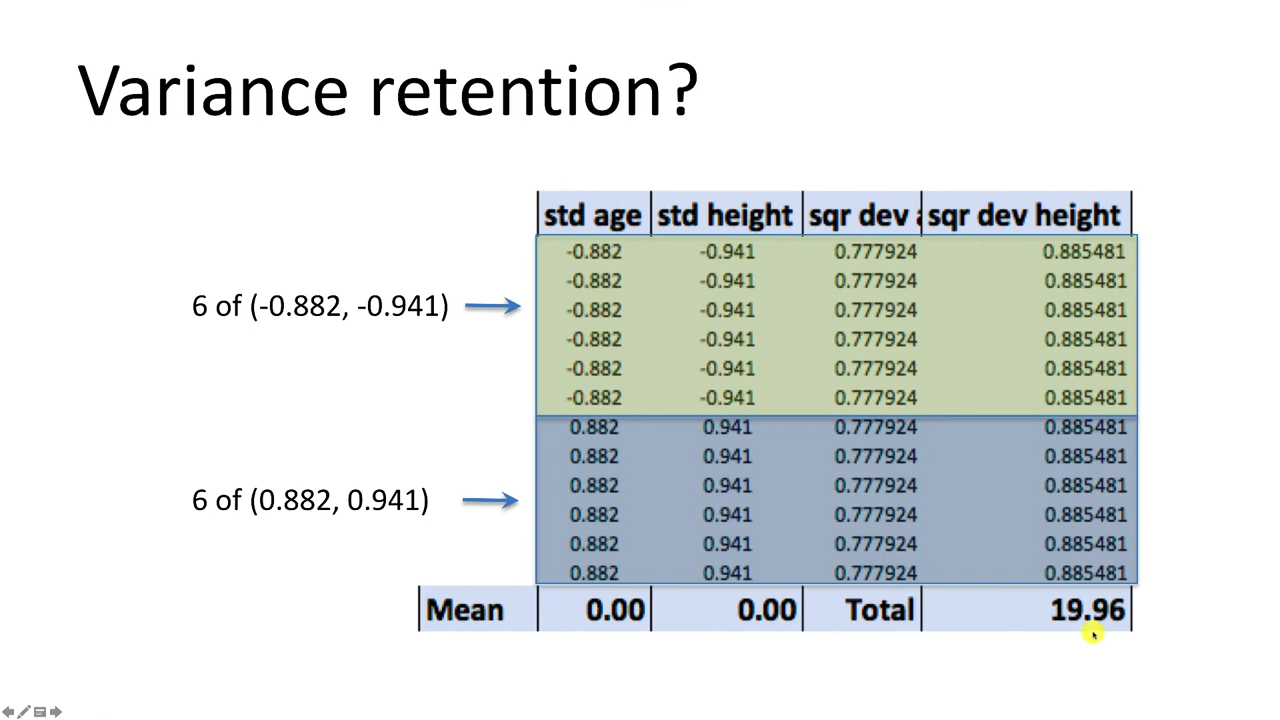 Variance retention?
std age std height sqr dev sqr dev height
-0.882 -0.941 0.777924 0.885481
-0.882 -0.941 0.777924 0.885481
6 of (-0.882, -0.941)
-0.882 -0.941 0.777924 0.885481
-0.882 -0.941 0.777924 0.885481
-0.882 -0.941 0.777924 0.885481
-0.882 -0.941 0.777924 0.885481
0.882 0.941 0.777924 0.885481
0.882 0.941 0.777924 0.885481
0.882 0.941 0.777924 0.885481
6 of (0.882, 0.941)
0.882 0.941 0.777924 0.885481
0.882 0.941 0.777924 0.885481
0.882 0.941 0.777924 0.885481
Mean 0.00 0.00 Total 19.96